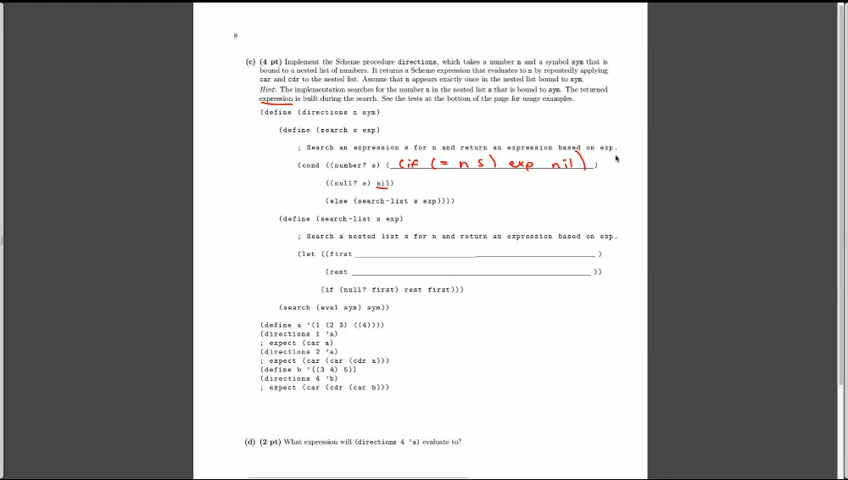 8
(c) (4 pt) Implement the Scheme procedure directions, which takes a number n and a symbol sym that is
bound to a nested list of numbers. It returns a Scheme expression that evaluates to n by repeatedly applying
car and cdr to the nested list. Assume that n appears exactly once in the nested list bound to sym.
Hint: The implementation searches for the number n in the nested list s that is bound to sym. The returned
expression is built during the search. See the tests at the bottom of the page for usage examples.
(define (directions n sym)
(define (search s exp)
; Search an expression s for n and return an expression based on exp.
(cond ((number? s) ( (if (= n s) exp nil) )
((null? s) nil)
(else (search-list s exp))))
(define (search-list s exp)
; Search a nested list s for n and return an expression based on exp.
(let ((first )
(rest ))
(if (null? first) rest first)))
(search (eval sym) sym))
(define a '(1 (2 3) ((4))))
(directions 1 'a)
; expect (car a)
(directions 2 'a)
; expect (car (car (cdr a)))
(define b '((3 4) 5))
(directions 4 'b)
; expect (car (cdr (car b)))
(d) (2 pt) What expression will (directions 4 'a) evaluate to?